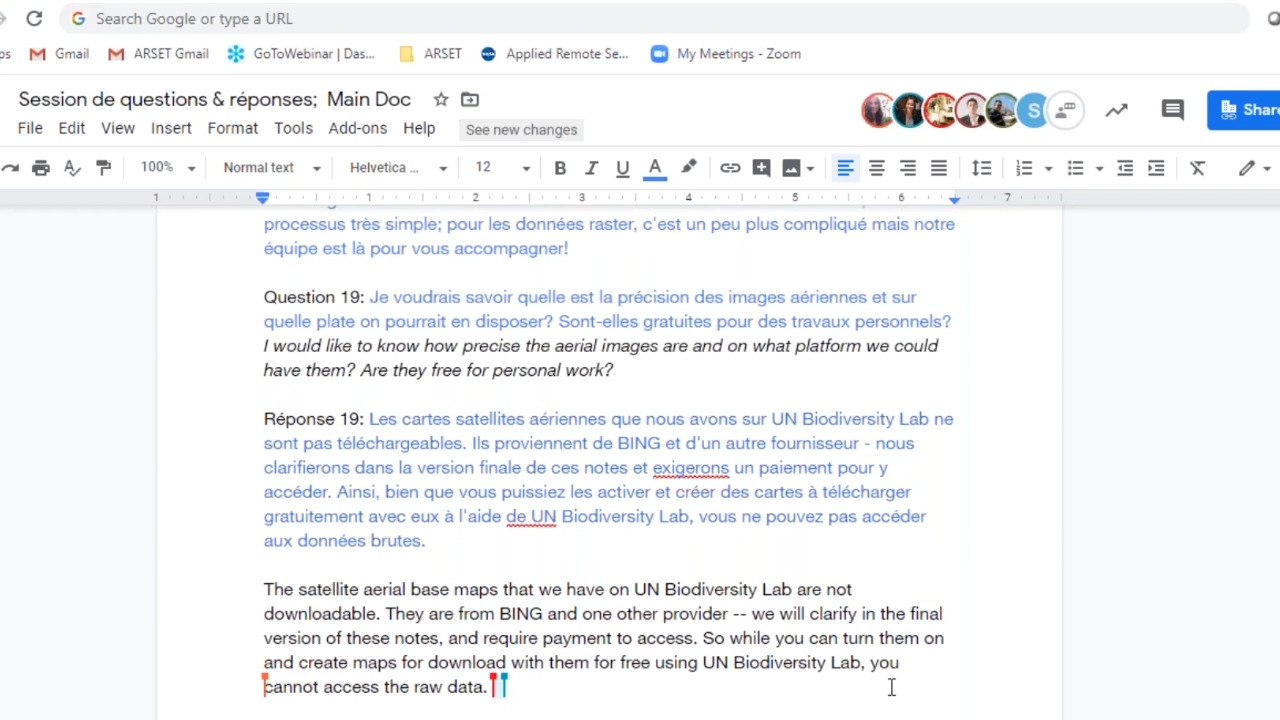 Search Google or type a URL
ps Gmail ARSET Gmail GoToWebinar | Das... ARSET Applied Remote Se... My Meetings - Zoom
Session de questions & réponses; Main Doc
S Share
File Edit View Insert Format Tools Add-ons Help See new changes
100% Normal text Helvetica ... 12 B I U A
1 1 2 3 4 5 6 7
processus très simple; pour les données raster, c'est un peu plus compliqué mais notre
équipe est là pour vous accompagner!
Question 19: Je voudrais savoir quelle est la précision des images aériennes et sur
quelle plate on pourrait en disposer? Sont-elles gratuites pour des travaux personnels?
I would like to know how precise the aerial images are and on what platform we could
have them? Are they free for personal work?
Réponse 19: Les cartes satellites aériennes que nous avons sur UN Biodiversity Lab ne
sont pas téléchargeables. Ils proviennent de BING et d'un autre fournisseur - nous
clarifierons dans la version finale de ces notes et exigerons un paiement pour y
accéder. Ainsi, bien que vous puissiez les activer et créer des cartes à télécharger
gratuitement avec eux à l'aide de UN Biodiversity Lab, vous ne pouvez pas accéder
aux données brutes.
The satellite aerial base maps that we have on UN Biodiversity Lab are not
downloadable. They are from BING and one other provider -- we will clarify in the final
version of these notes, and require payment to access. So while you can turn them on
and create maps for download with them for free using UN Biodiversity Lab, you
cannot access the raw data.